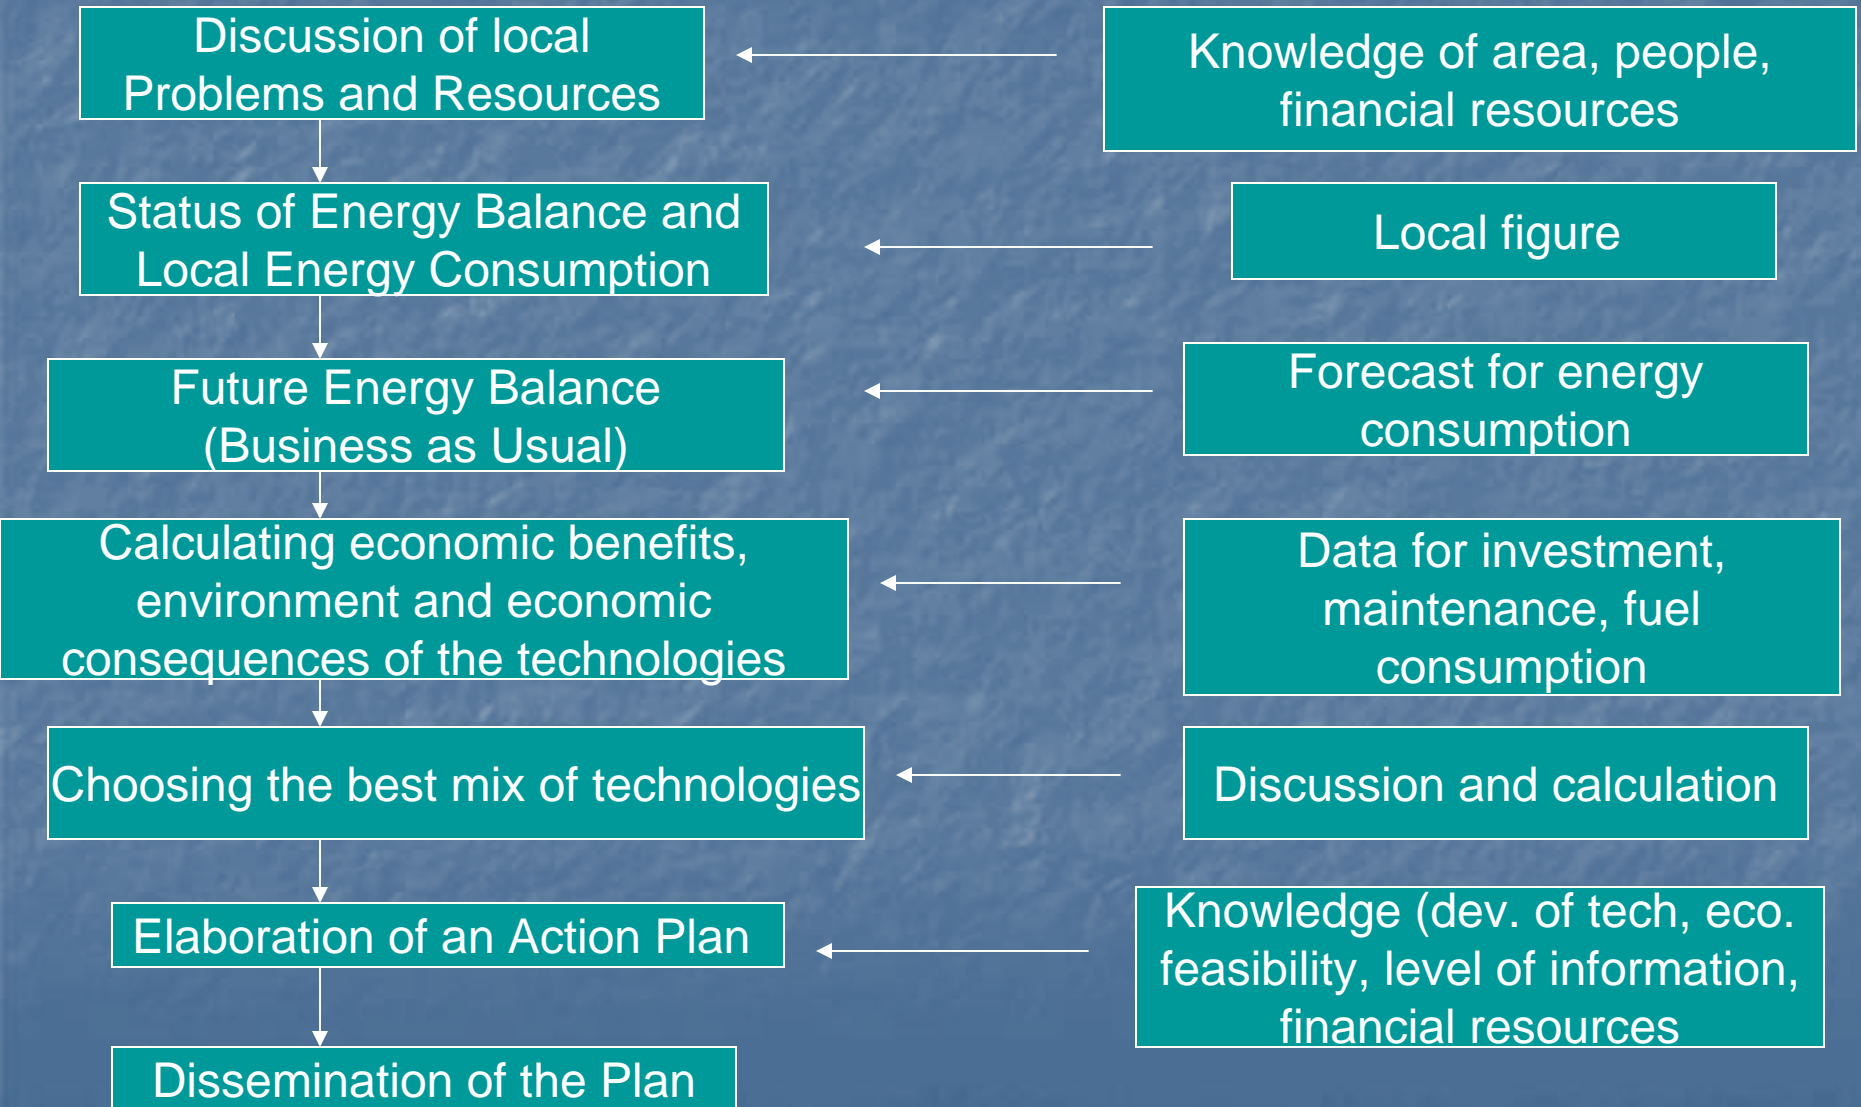 Discussion of local
Problems and Resources
Knowledge of area, people,
financial resources
Status of Energy Balance and
Local Energy Consumption
Local figure
Future Energy Balance
(Business as Usual)
Forecast for energy
consumption
Calculating economic benefits,
environment and economic
consequences of the technologies
Data for investment,
maintenance, fuel
consumption
Choosing the best mix of technologies
Discussion and calculation
Elaboration of an Action Plan
Knowledge (dev. of tech, eco.
feasibility, level of information,
financial resources
Dissemination of the Plan